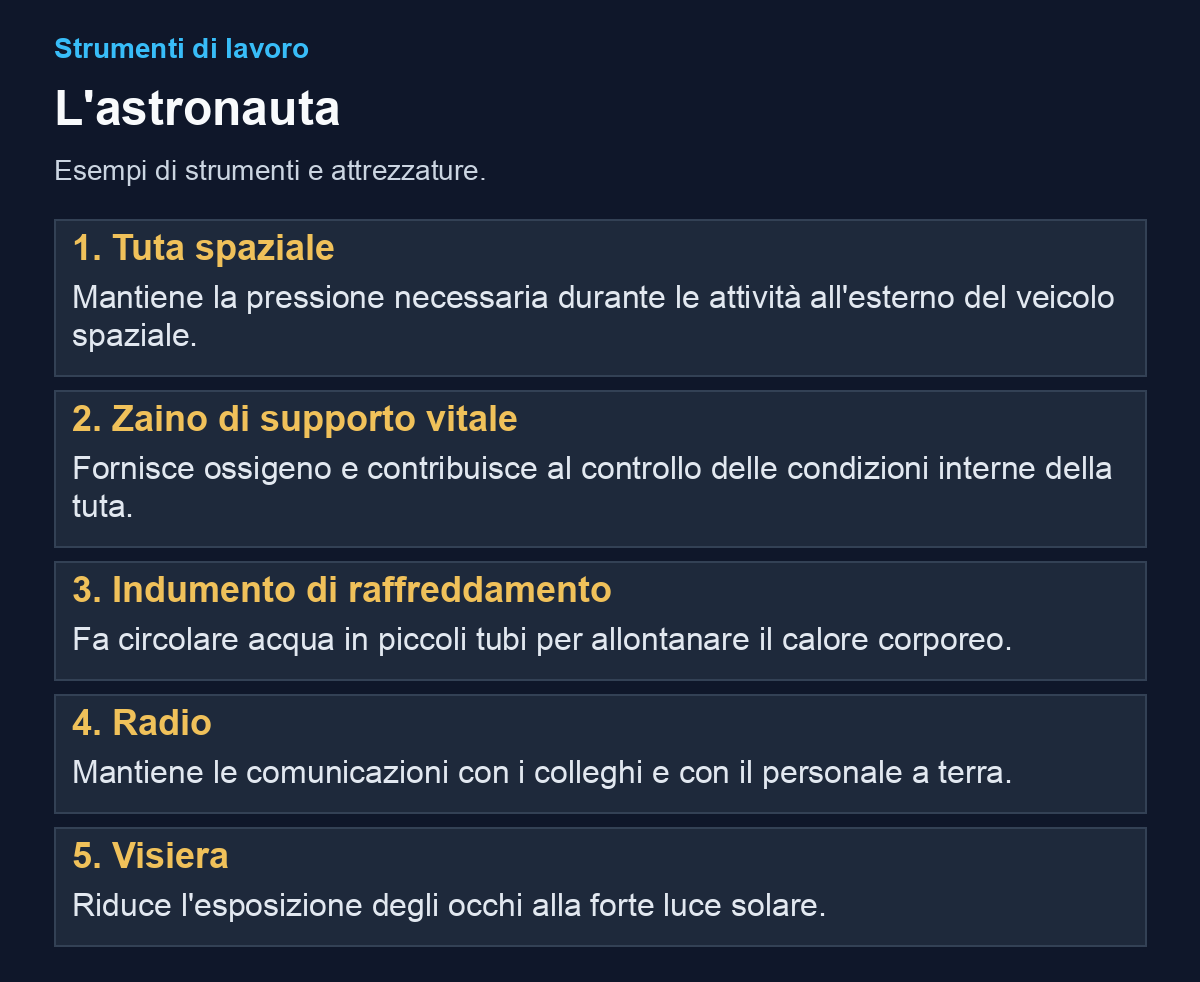 Strumenti di lavoro
L'astronauta
Esempi di strumenti e attrezzature.
1. Tuta spaziale
Mantiene la pressione necessaria durante le attività all'esterno del veicolo
spaziale.
2. Zaino di supporto vitale
Fornisce ossigeno e contribuisce al controllo delle condizioni interne della
tuta.
3. Indumento di raffreddamento
Fa circolare acqua in piccoli tubi per allontanare il calore corporeo.
4. Radio
Mantiene le comunicazioni con i colleghi e con il personale a terra.
5. Visiera
Riduce l'esposizione degli occhi alla forte luce solare.